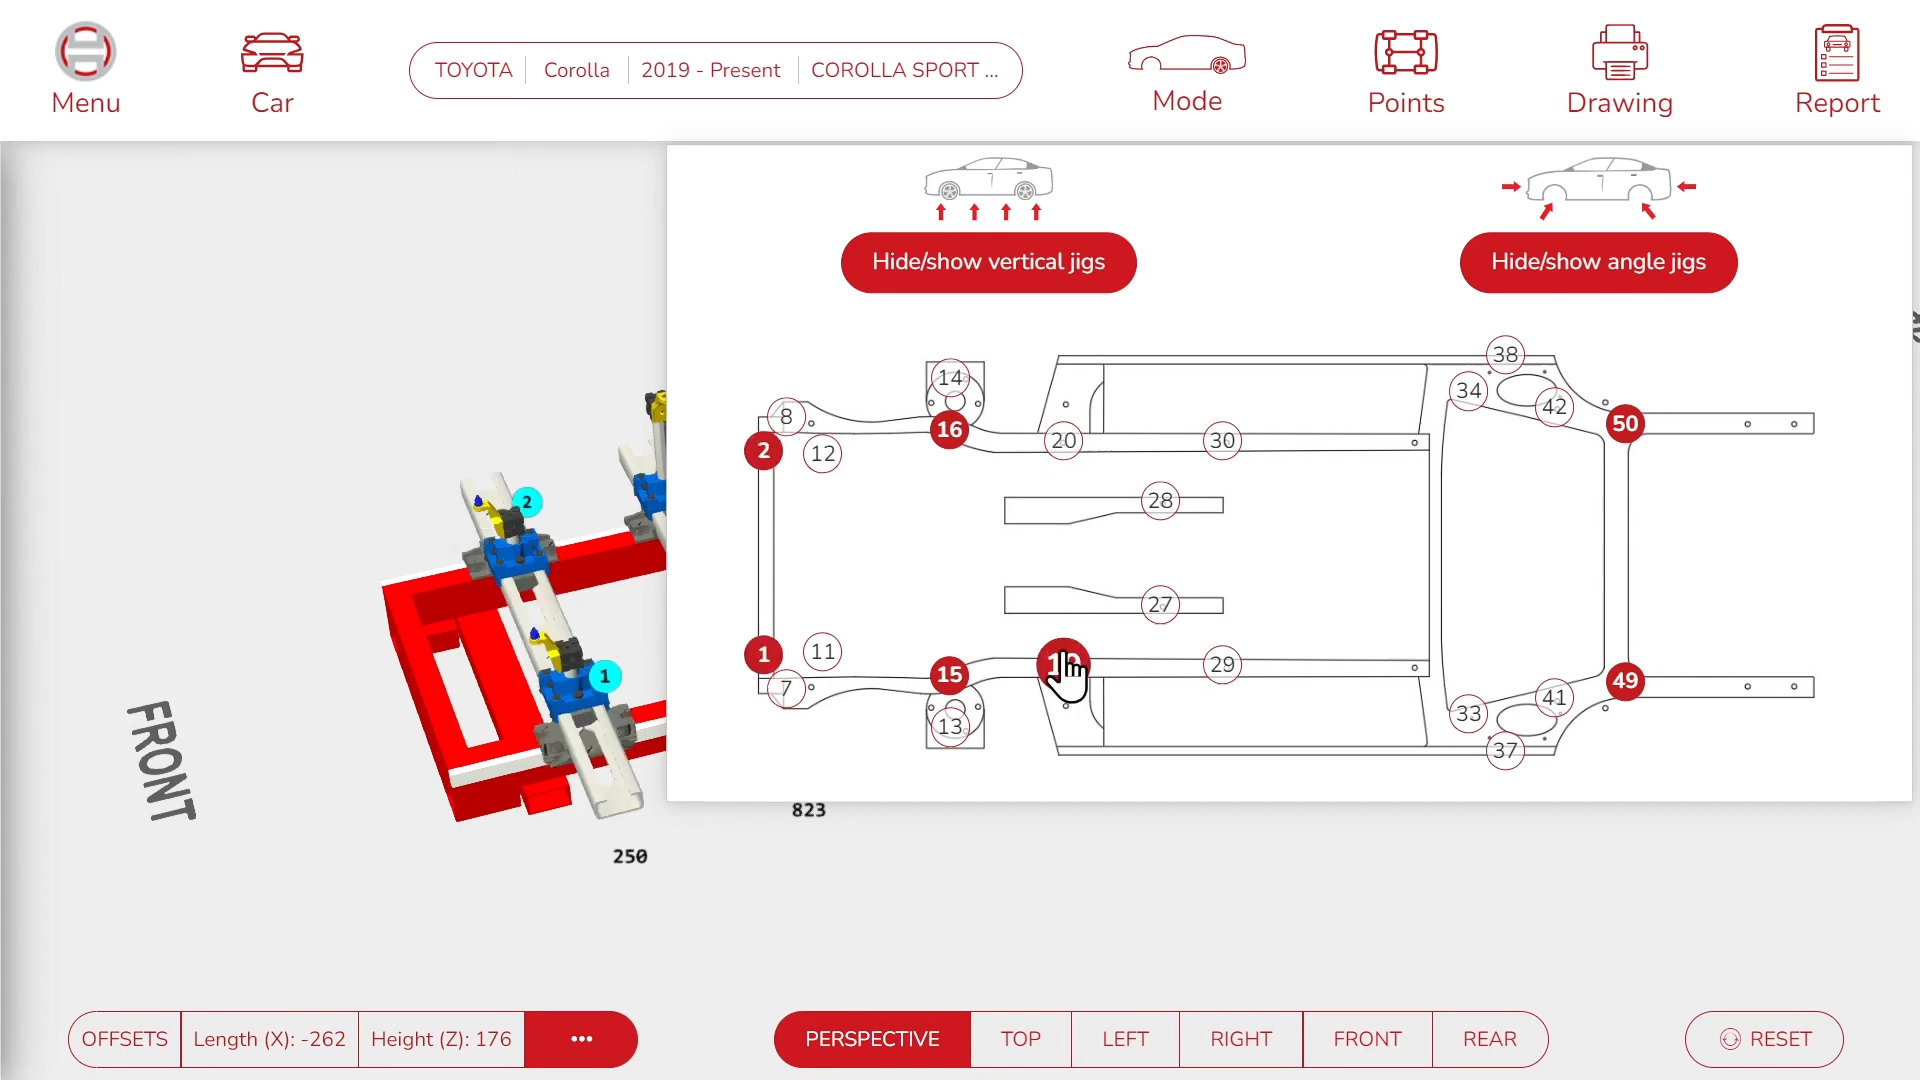 Menu
Car
TOYOTA Corolla 2019 - Present COROLLA SPORT ...
Mode
Points
Drawing
Report
Hide/show vertical jigs
Hide/show angle jigs
38
14
34
8
42
16
50
2
12
20
30
28
2
27
1
11
15
29
1
7
49
41
33
13
37
FRONT
823
250
OFFSETS Length (X): -262 Height (Z): 176 •••
PERSPECTIVE TOP LEFT RIGHT FRONT REAR
RESET